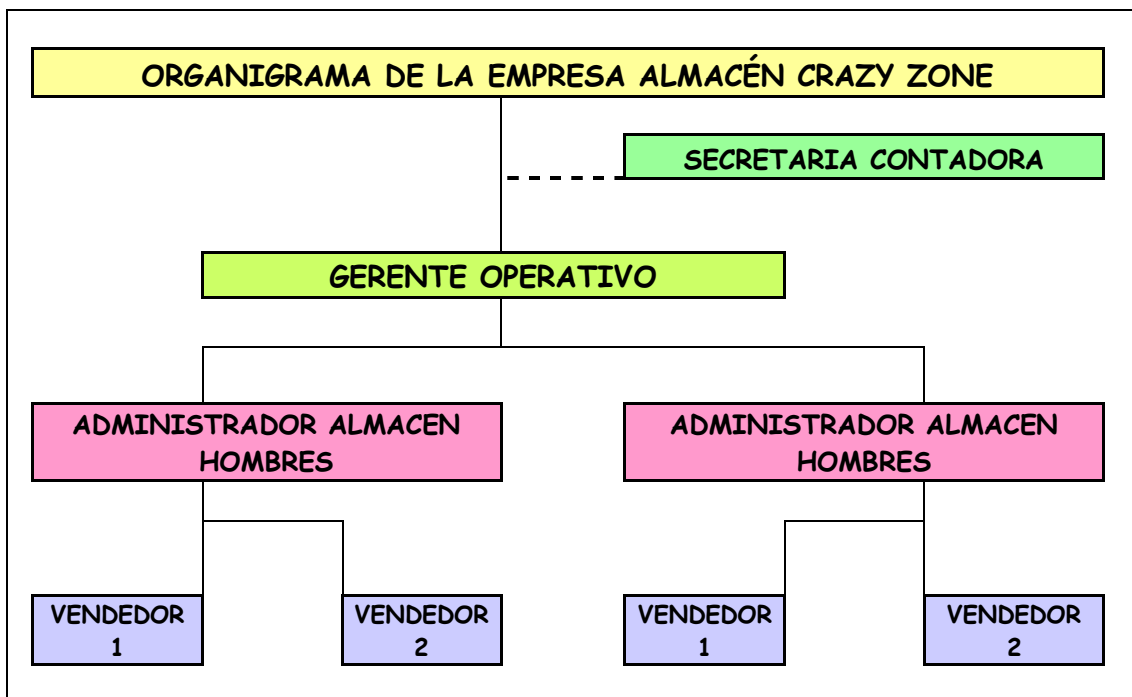 ORGANIGRAMA DE LA EMPRESA ALMACÉN CRAZY ZONE
SECRETARIA CONTADORA
GERENTE OPERATIVO
ADMINISTRADOR ALMACEN
HOMBRES
ADMINISTRADOR ALMACEN
HOMBRES
VENDEDOR
1
VENDEDOR
2
VENDEDOR
1
VENDEDOR
2